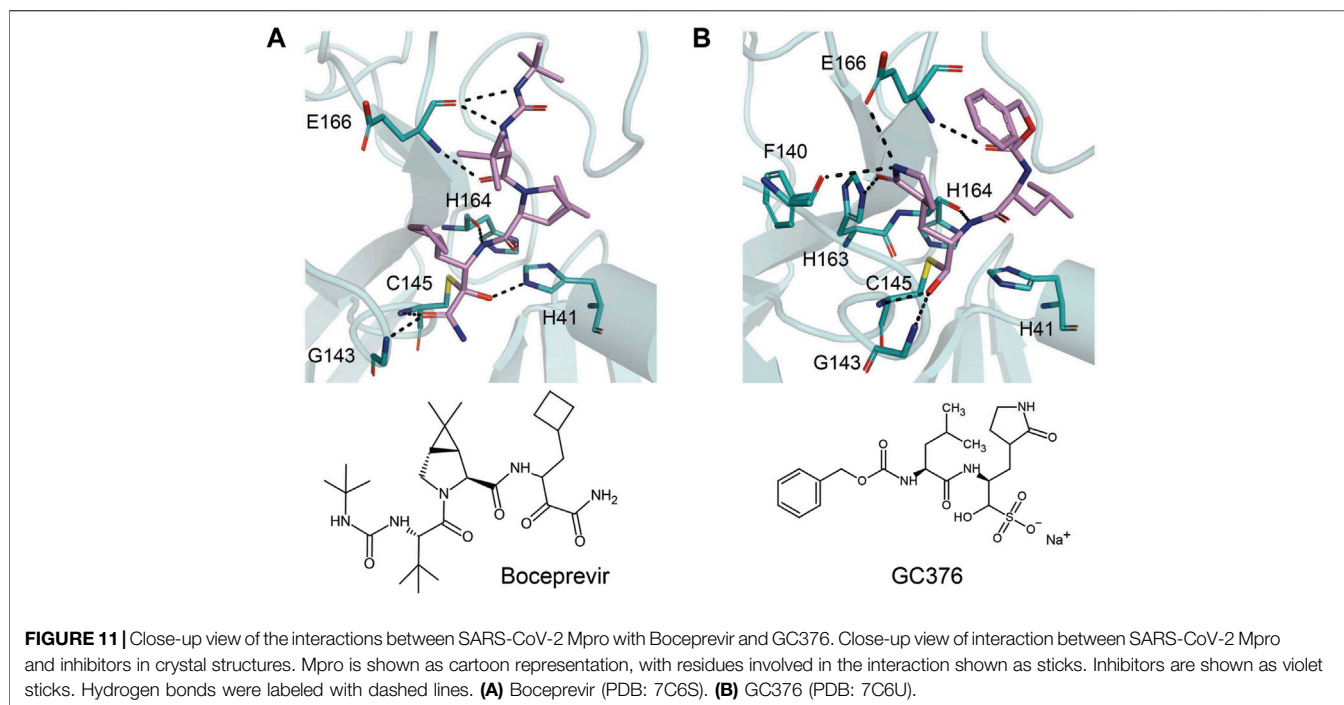 A
E166
H164
C145
H41
G143
B
E166
F140
H164
H163
C145
H41
G143
NH
O
HN
O
NH2
O
O
N
O
HN
O
HN
Boceprevir
CH3
CH3
NH
O
O
O
N
H
H
N
O
HO
O
S
O
O−
Na+
GC376
FIGURE 11 | Close-up view of the interactions between SARS-CoV-2 Mpro with Boceprevir and GC376. Close-up view of interaction between SARS-CoV-2 Mpro
and inhibitors in crystal structures. Mpro is shown as cartoon representation, with residues involved in the interaction shown as sticks. Inhibitors are shown as violet
sticks. Hydrogen bonds were labeled with dashed lines. (A) Boceprevir (PDB: 7C6S). (B) GC376 (PDB: 7C6U).